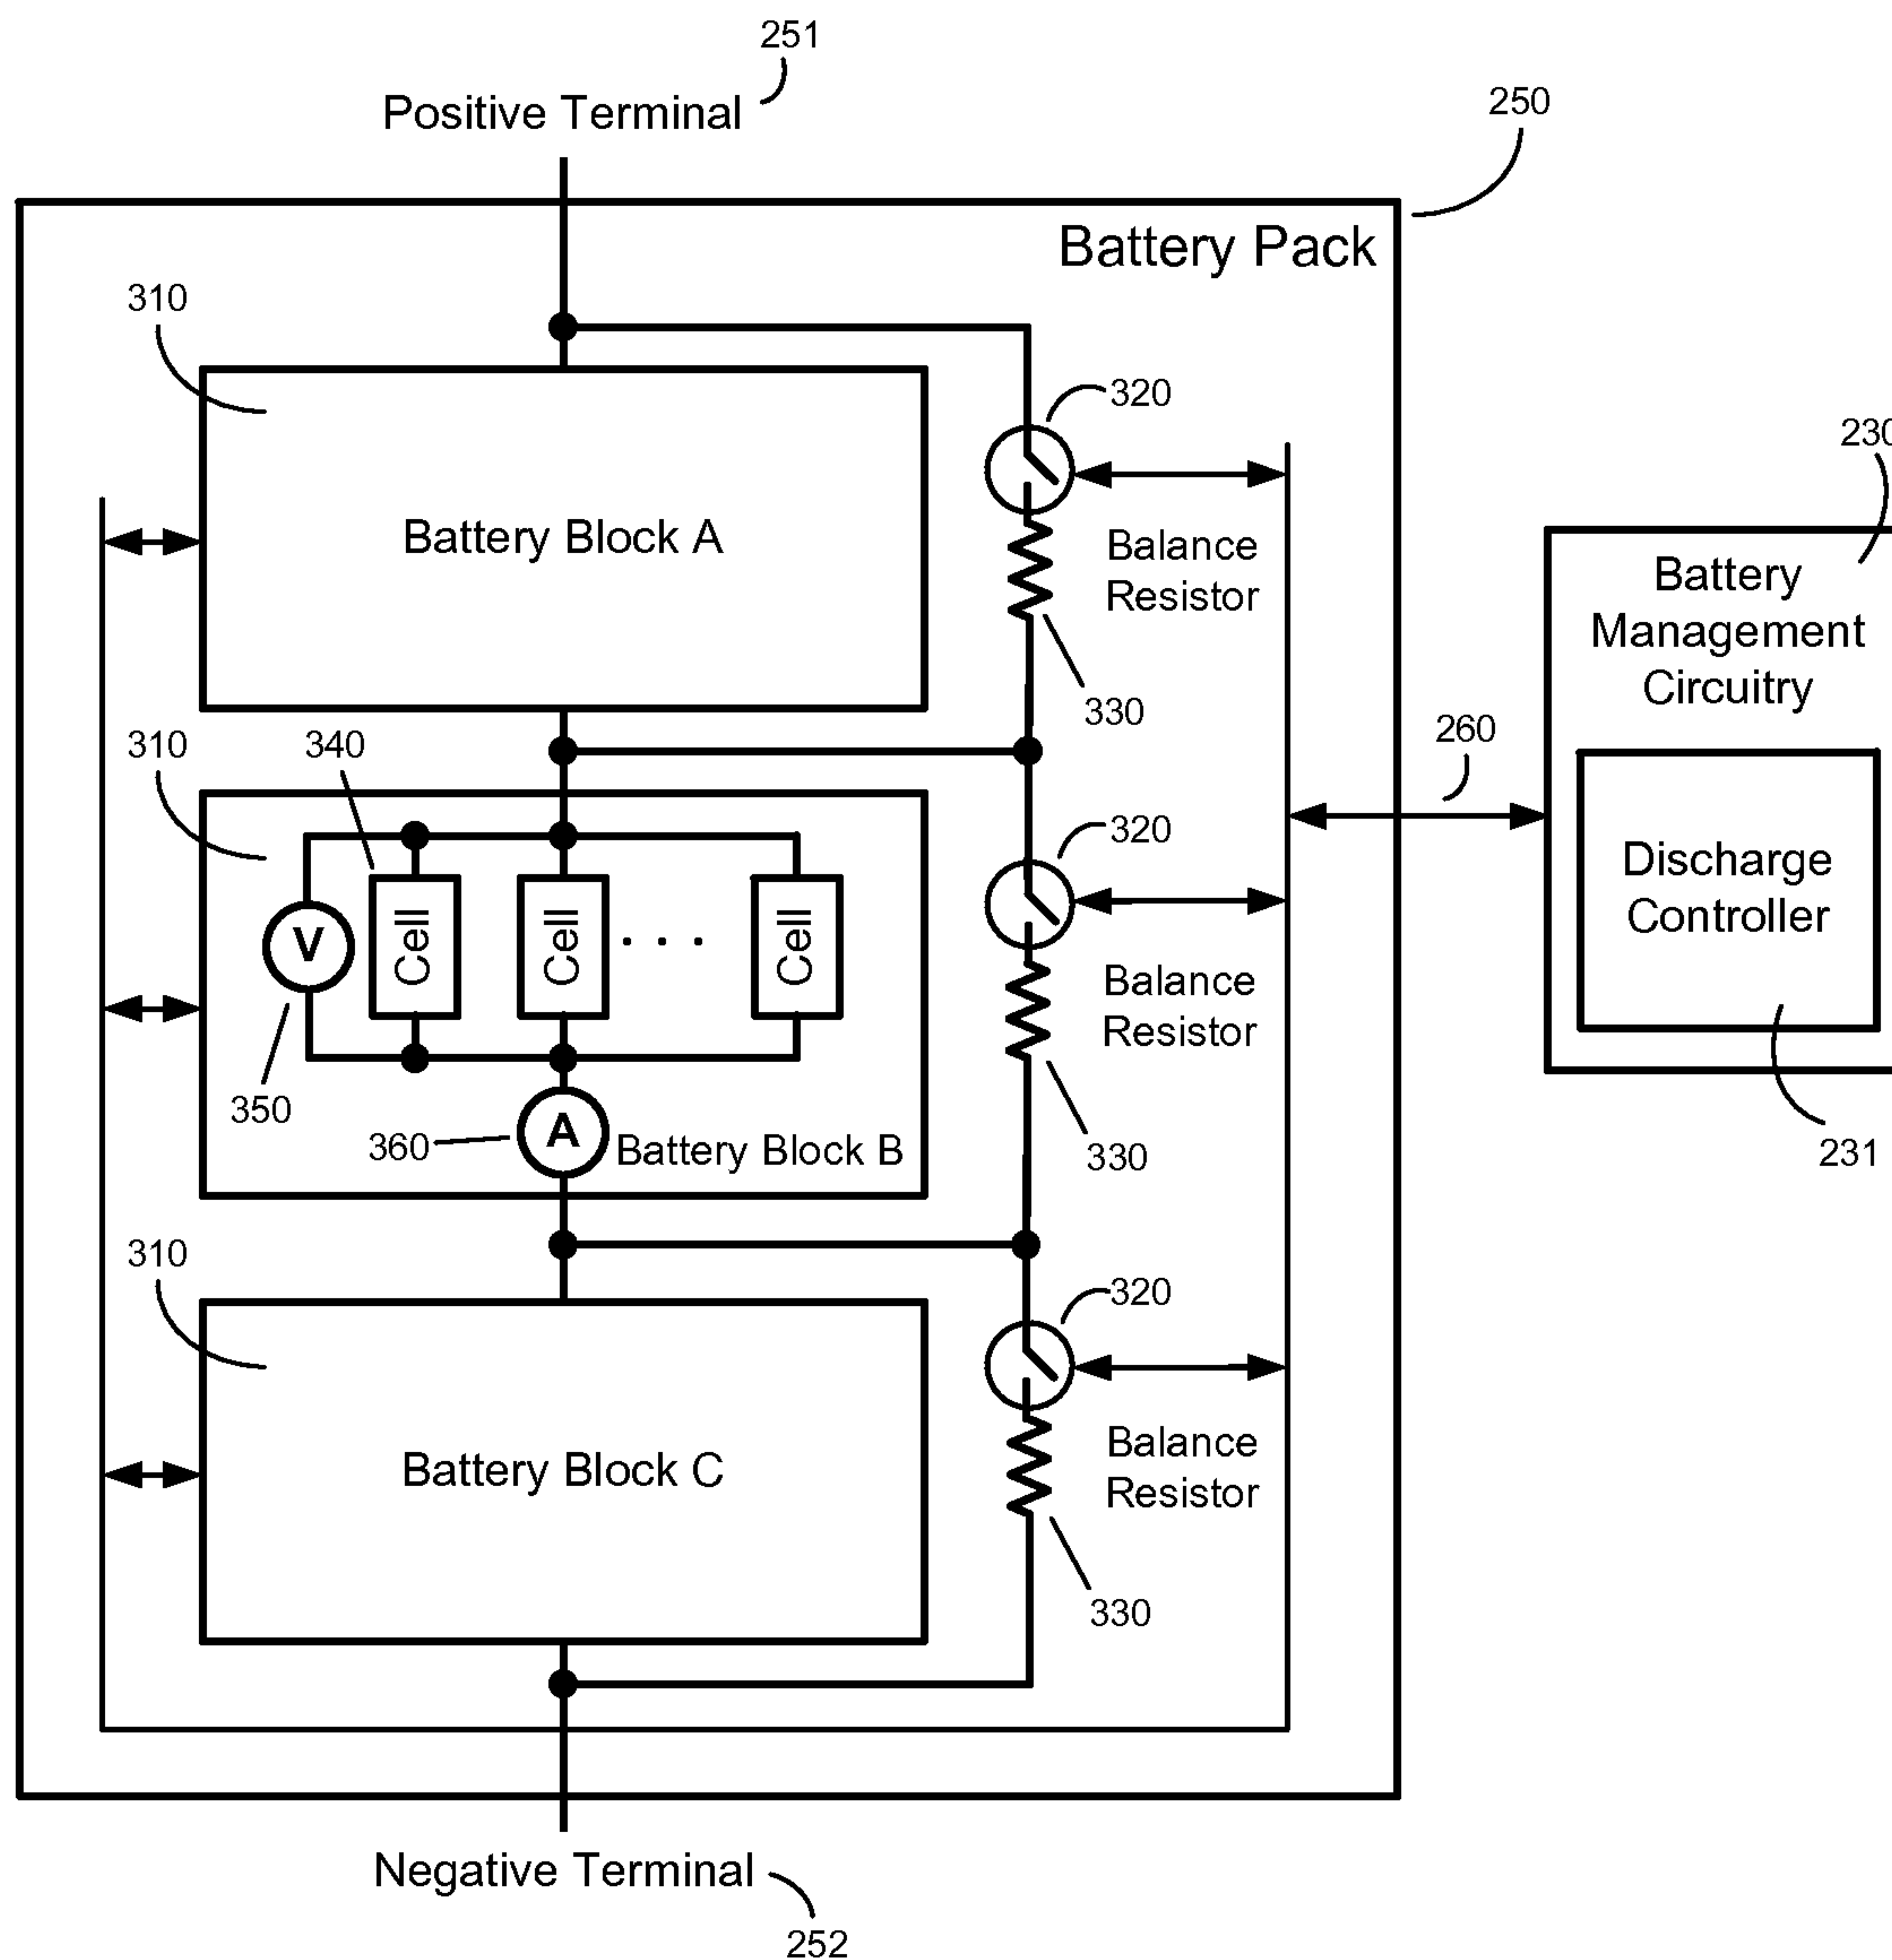 251
Positive Terminal
250
Battery Pack
310
320
230
Battery Block A
Balance
Resistor
Battery
Management
Circuitry
330
260
310
340
320
Discharge
Controller
V
Cell
Cell
. . .
Cell
Balance
Resistor
350
360
A
Battery Block B
330
231
310
320
Battery Block C
Balance
Resistor
330
Negative Terminal
252